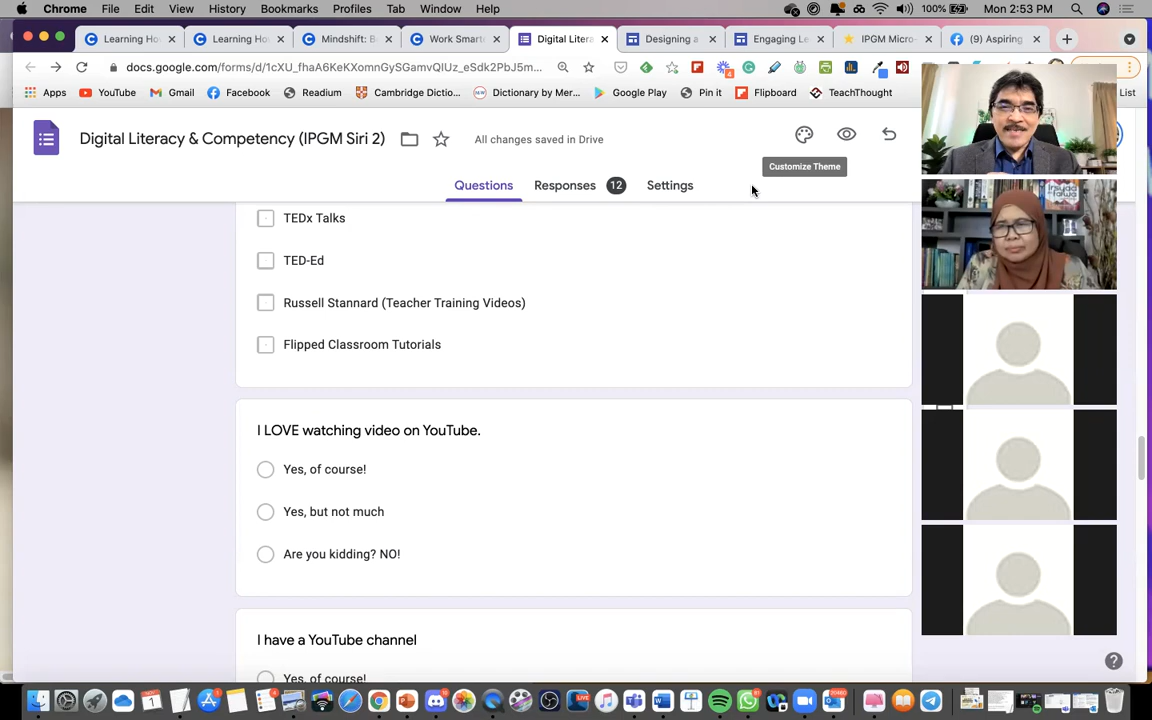 Chrome File Edit View History Bookmarks Profiles Tab Window Help 100% Mon 2:53 PM
Learning Ho Learning Ho Mindshift: B Work Smart Digital Litera Designing a Engaging Le IPGM Micro- (9) Aspiring
docs.google.com/forms/d/1cXU_fhaA6KeKXomnGySGamvQIUz_eSdk2PbJ5m...
Apps YouTube Gmail Facebook Readium Cambridge Dictio... Dictionary by Mer... Google Play Pin it Flipboard TeachThought List
Digital Literacy & Competency (IPGM Siri 2) All changes saved in Drive
Customize Theme
Questions Responses 12 Settings
TEDx Talks
TED-Ed
Russell Stannard (Teacher Training Videos)
Flipped Classroom Tutorials
I LOVE watching video on YouTube.
Yes, of course!
Yes, but not much
Are you kidding? NO!
I have a YouTube channel
Yes, of course!